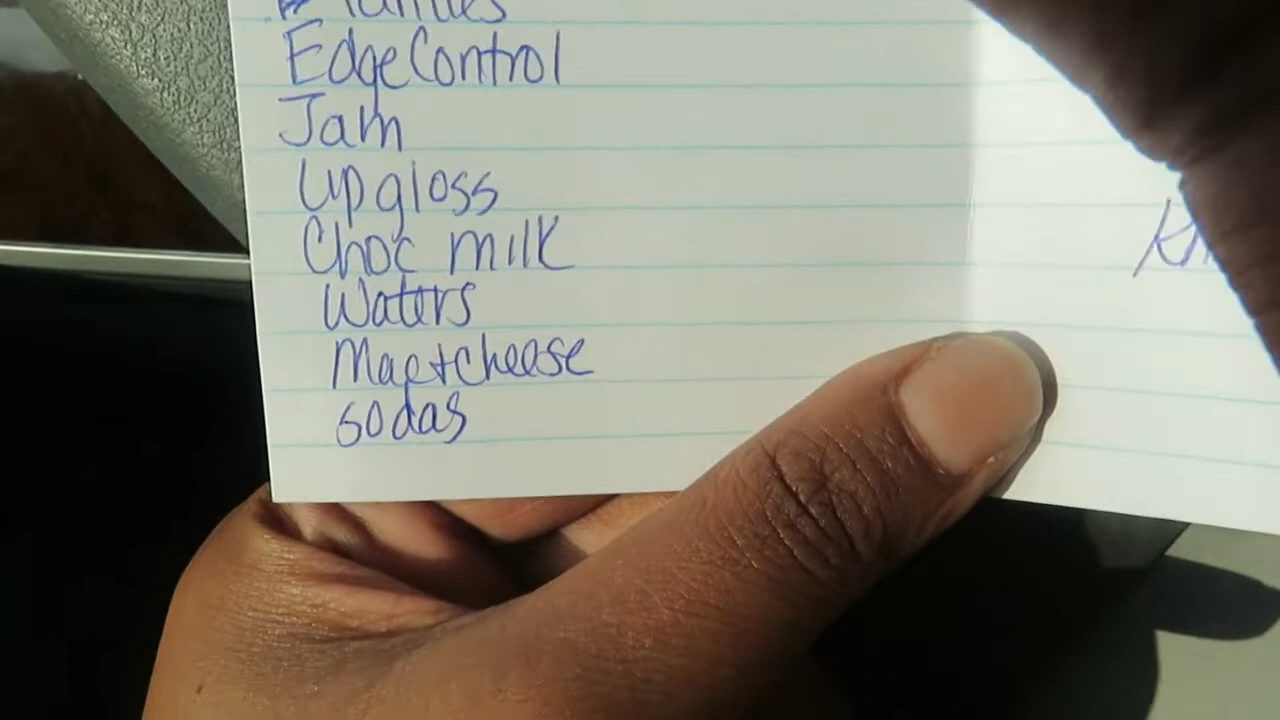 EdgeControl
Jam
Lipgloss
Choc milk
Waters
Mac+Cheese
sodas